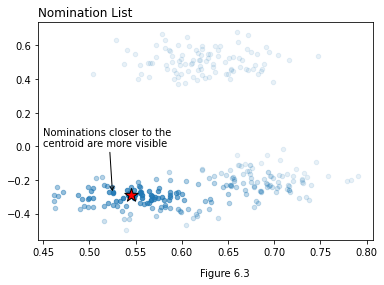 Nomination List
0.6
0.4
0.2
0.0
−0.2
−0.4
Nominations closer to the
centroid are more visible
0.45 0.50 0.55 0.60 0.65 0.70 0.75 0.80
Figure 6.3